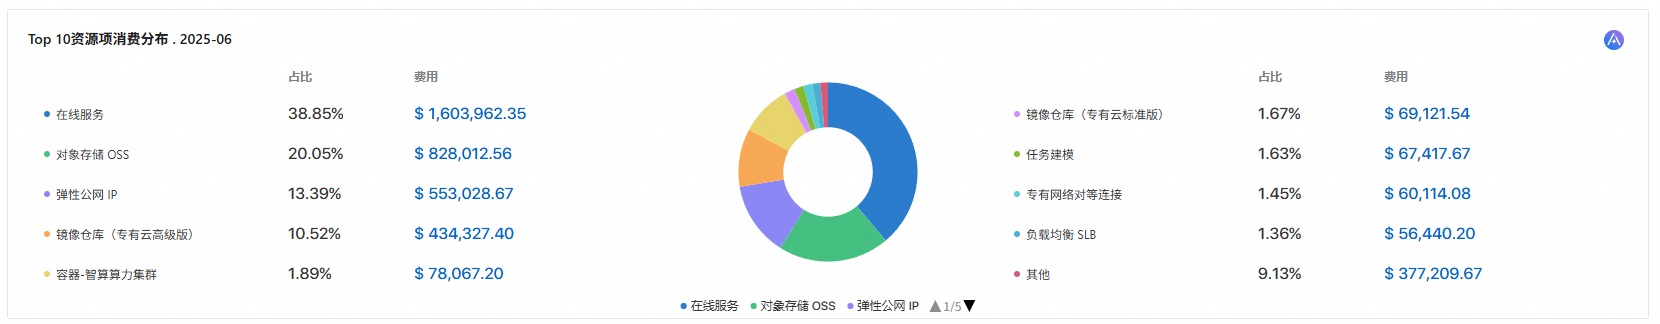 Top 10资源项消费分布 . 2025-06
占比 费用
在线服务 38.85% $ 1,603,962.35
对象存储 OSS 20.05% $ 828,012.56
弹性公网 IP 13.39% $ 553,028.67
镜像仓库（专有云高级版） 10.52% $ 434,327.40
容器-智算算力集群 1.89% $ 78,067.20
占比 费用
镜像仓库（专有云标准版） 1.67% $ 69,121.54
任务建模 1.63% $ 67,417.67
专有网络对等连接 1.45% $ 60,114.08
负载均衡 SLB 1.36% $ 56,440.20
其他 9.13% $ 377,209.67
在线服务 对象存储 OSS 弹性公网 IP ▲1/5▼